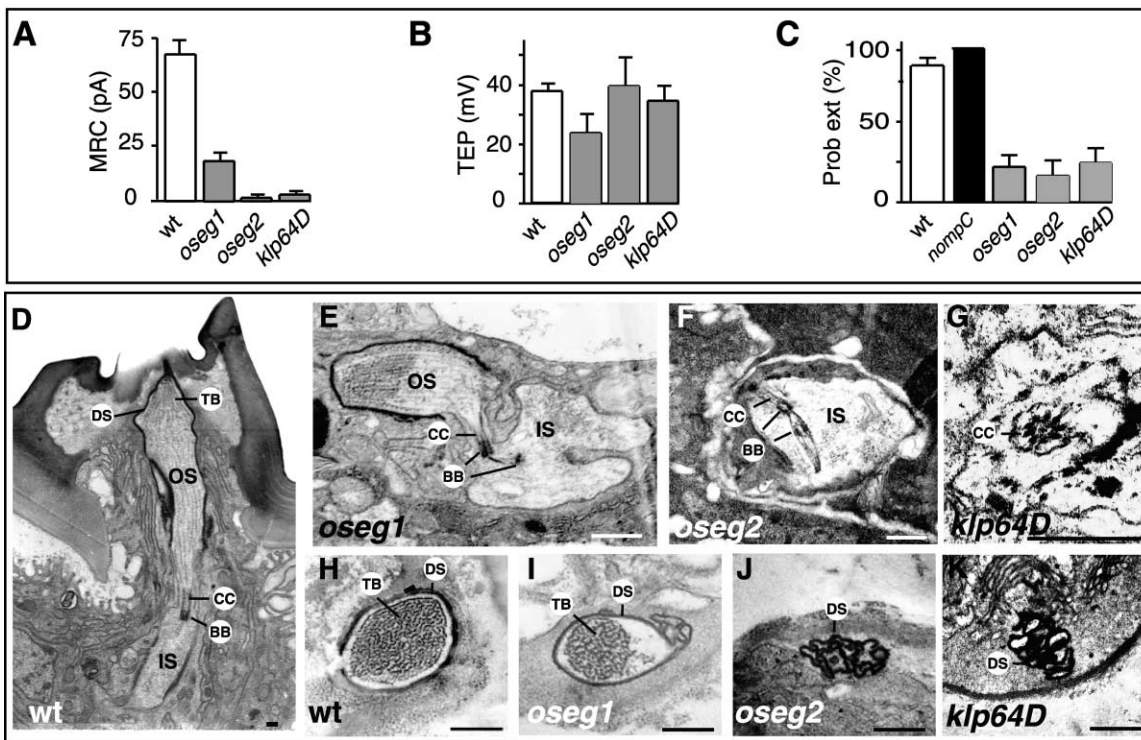 A
75
50
25
0
MRC (pA)
wt
oseg1
oseg2
klp64D
B
40
20
0
TEP (mV)
wt
oseg1
oseg2
klp64D
C
100
50
0
Prob ext (%)
wt
nompC
oseg1
oseg2
klp64D
D
DS
TB
OS
CC
BB
IS
wt
E
OS
CC
IS
BB
oseg1
F
CC
IS
BB
oseg2
G
CC
klp64D
H
TB
DS
wt
I
TB
DS
oseg1
J
DS
oseg2
K
DS
klp64D